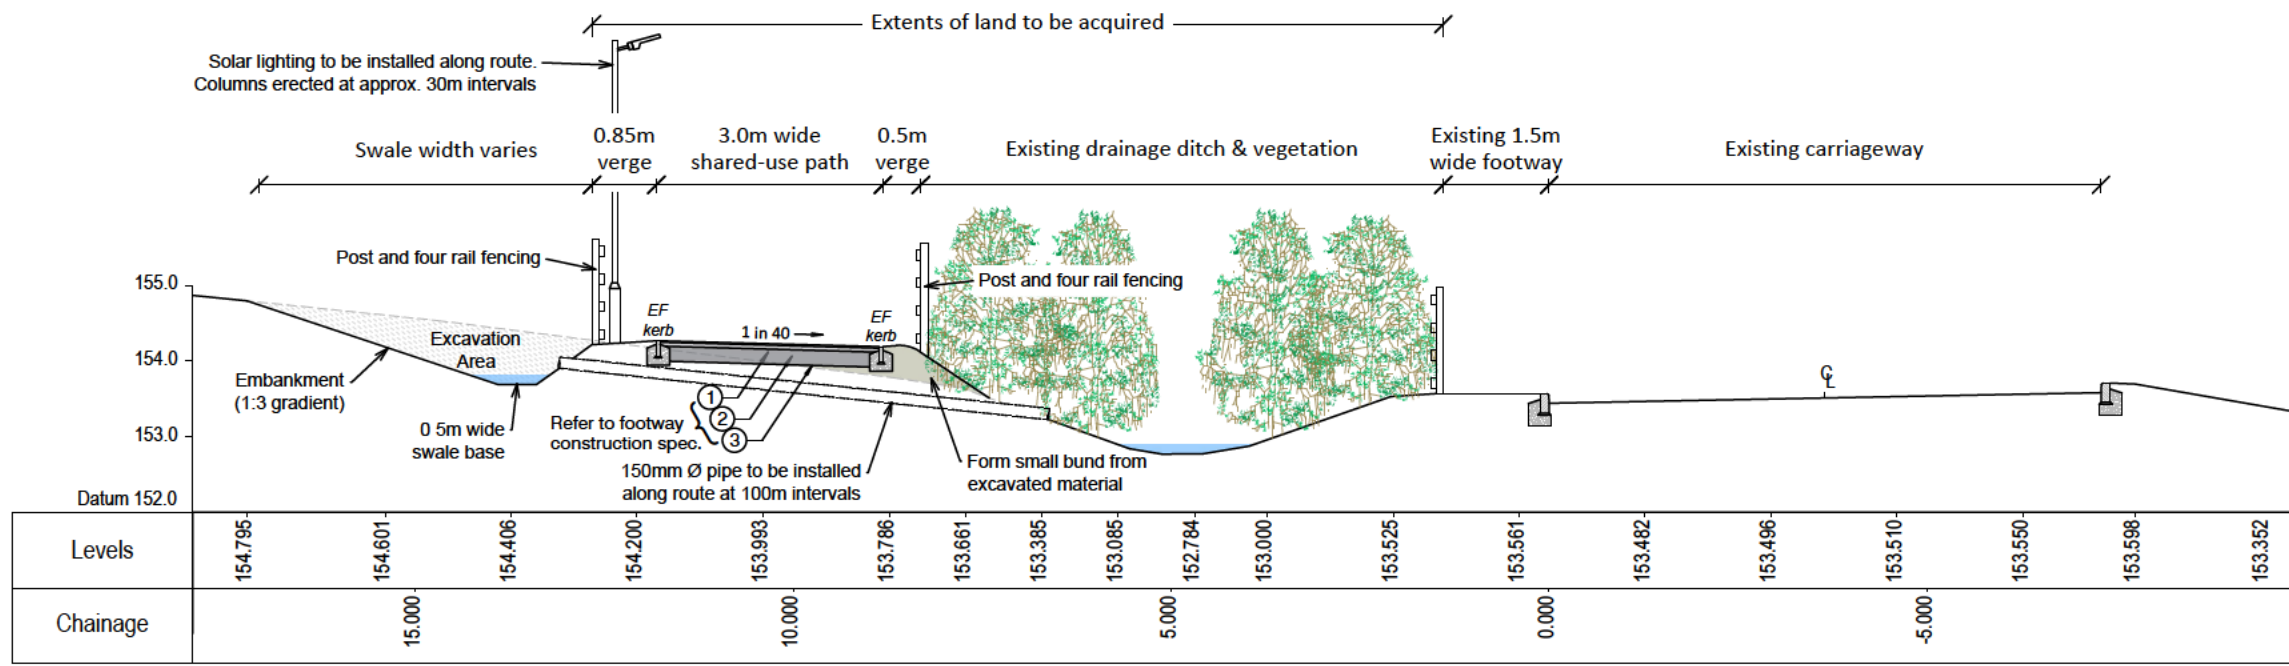 Extents of land to be acquired
Solar lighting to be installed along route.
Columns erected at approx. 30m intervals
Swale width varies
0.85m
verge
3.0m wide
shared-use path
0.5m
verge
Existing drainage ditch & vegetation
Existing 1.5m
wide footway
Existing carriageway
Post and four rail fencing
Post and four rail fencing
EF
kerb
1 in 40
EF
kerb
155.0
154.0
153.0
Datum 152.0
Excavation
Area
Embankment
(1:3 gradient)
0 5m wide
swale base
1
2
3
Refer to footway
construction spec.
150mm Ø pipe to be installed
along route at 100m intervals
Form small bund from
excavated material
CL
Levels
154.795
154.601
154.406
154.200
153.993
153.786
153.661
153.385
153.085
152.784
153.000
153.525
153.561
153.482
153.496
153.510
153.550
153.598
153.352
Chainage
15.000
10.000
5.000
0.000
-5.000